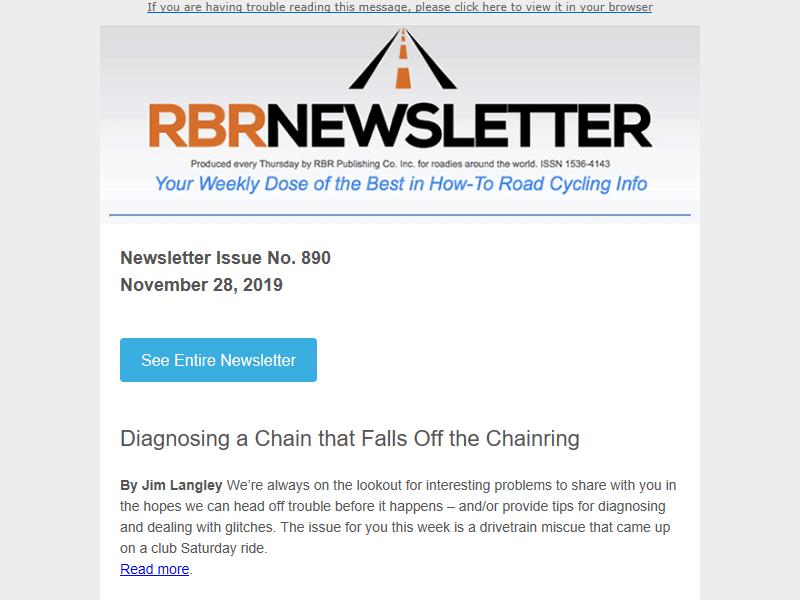 If you are having trouble reading this message, please click here to view it in your browser
RBRNEWSLETTER
Produced every Thursday by RBR Publishing Co. Inc. for roadies around the world. ISSN 1536-4143
Your Weekly Dose of the Best in How-To Road Cycling Info
Newsletter Issue No. 890
November 28, 2019
See Entire Newsletter
Diagnosing a Chain that Falls Off the Chainring
By Jim Langley We’re always on the lookout for interesting problems to share with you in
the hopes we can head off trouble before it happens – and/or provide tips for diagnosing
and dealing with glitches. The issue for you this week is a drivetrain miscue that came up
on a club Saturday ride.
Read more.